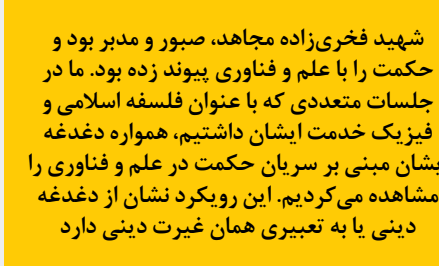 شهید فخری‌زاده مجاهد، صبور و مدبر بود و
حکمت را با علم و فناوری پیوند زده بود. ما در
جلسات متعددی که با عنوان فلسفه اسلامی و
فیزیک خدمت ایشان داشتیم، همواره دغدغه
یشان مبنی بر سریان حکمت در علم و فناوری را
مشاهده می‌کردیم. این رویکرد نشان از دغدغه
دینی یا به تعبیری همان غیرت دینی دارد